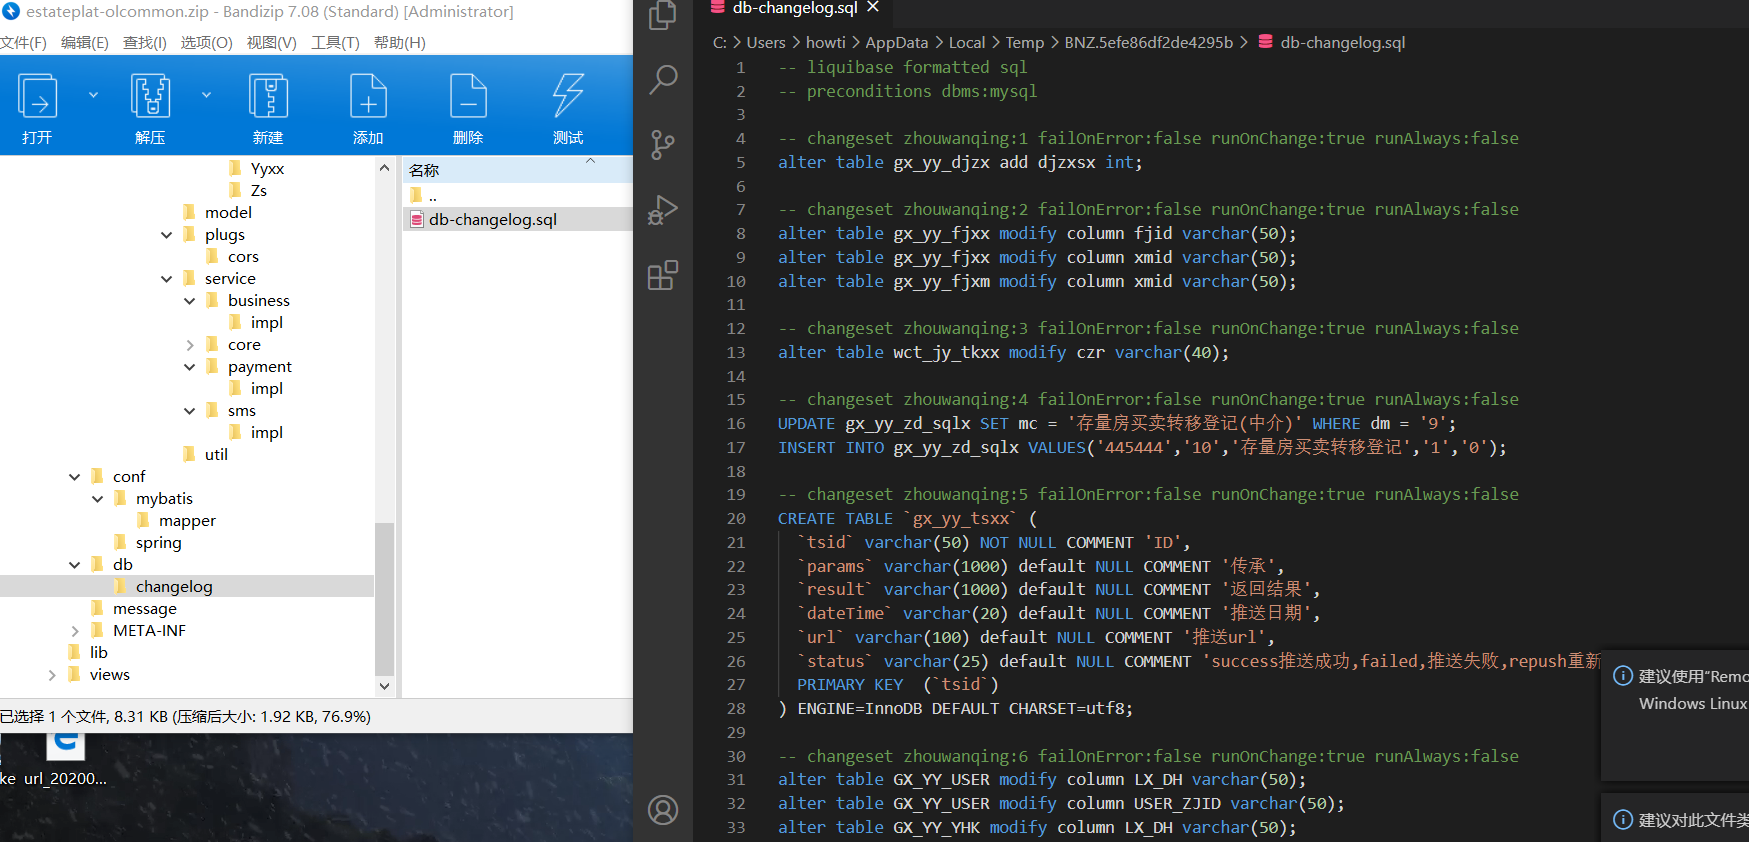 estateplat-olcommon.zip - Bandizip 7.08 (Standard) [Administrator]
文件(F) 编辑(E) 查找(I) 选项(O) 视图(V) 工具(T) 帮助(H)
打开 解压 新建 添加 删除 测试
Yyxx
Zs
model
plugs
cors
service
business
impl
core
payment
impl
sms
impl
util
conf
mybatis
mapper
spring
db
changelog
message
META-INF
lib
views
名称
..
db-changelog.sql
已选择 1 个文件, 8.31 KB (压缩后大小: 1.92 KB, 76.9%)
ke url_20200...
db-changelog.sql
C: > Users > howti > AppData > Local > Temp > BNZ.5efe86df2de4295b > db-changelog.sql
1 -- liquibase formatted sql
2 -- preconditions dbms:mysql
3
4 -- changeset zhouwanqing:1 failOnError:false runOnChange:true runAlways:false
5 alter table gx_yy_djzx add djzxsx int;
6
7 -- changeset zhouwanqing:2 failOnError:false runOnChange:true runAlways:false
8 alter table gx_yy_fjxx modify column fjid varchar(50);
9 alter table gx_yy_fjxx modify column xmid varchar(50);
10 alter table gx_yy_fjxm modify column xmid varchar(50);
11
12 -- changeset zhouwanqing:3 failOnError:false runOnChange:true runAlways:false
13 alter table wct_jy_tkxx modify czr varchar(40);
14
15 -- changeset zhouwanqing:4 failOnError:false runOnChange:true runAlways:false
16 UPDATE gx_yy_zd_sqlx SET mc = '存量房买卖转移登记(中介)' WHERE dm = '9';
17 INSERT INTO gx_yy_zd_sqlx VALUES('445444','10','存量房买卖转移登记','1','0');
18
19 -- changeset zhouwanqing:5 failOnError:false runOnChange:true runAlways:false
20 CREATE TABLE `gx_yy_tsxx` (
21 `tsid` varchar(50) NOT NULL COMMENT 'ID',
22 `params` varchar(1000) default NULL COMMENT '传承',
23 `result` varchar(1000) default NULL COMMENT '返回结果',
24 `dateTime` varchar(20) default NULL COMMENT '推送日期',
25 `url` varchar(100) default NULL COMMENT '推送url',
26 `status` varchar(25) default NULL COMMENT 'success推送成功,failed,推送失败,repush重新
27 PRIMARY KEY (`tsid`)
28 ) ENGINE=InnoDB DEFAULT CHARSET=utf8;
29
30 -- changeset zhouwanqing:6 failOnError:false runOnChange:true runAlways:false
31 alter table GX_YY_USER modify column LX_DH varchar(50);
32 alter table GX_YY_USER modify column USER_ZJID varchar(50);
33 alter table GX_YY_YHK modify column LX_DH varchar(50);
建议使用"Remo
Windows Linux
建议对此文件类